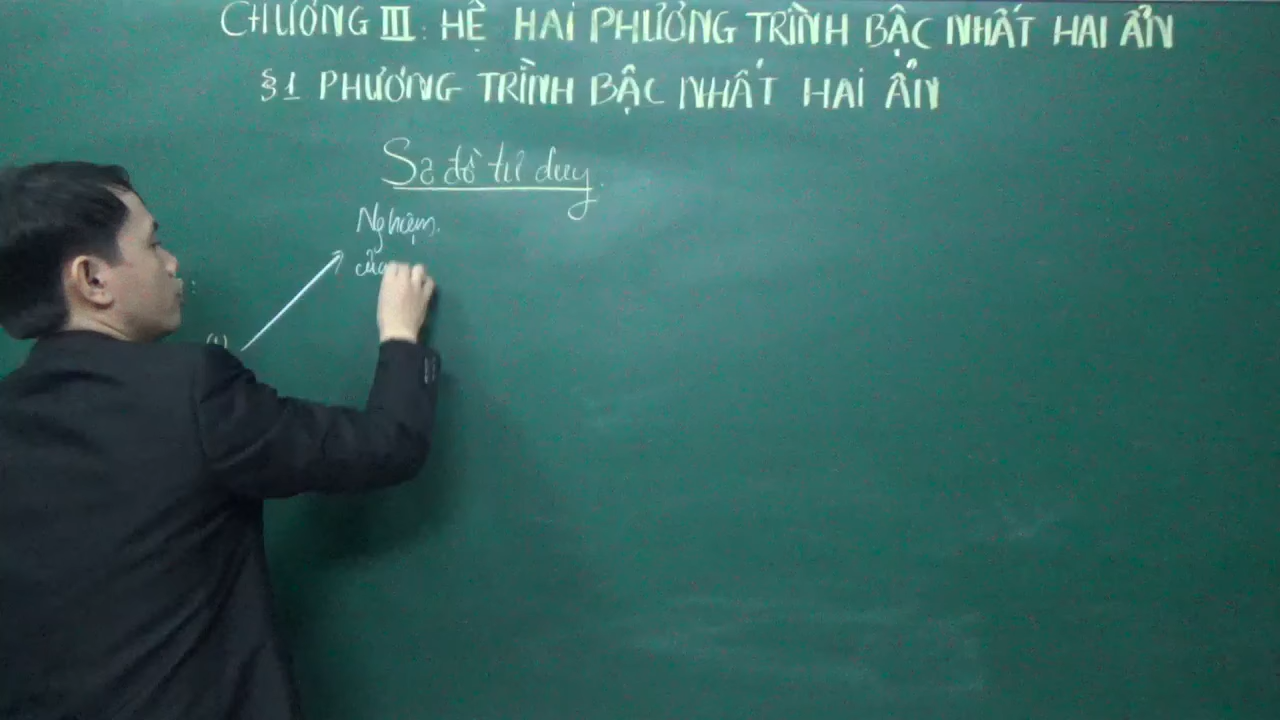 CHƯƠNG III: HỆ HAI PHƯƠNG TRÌNH BẬC NHẤT HAI ẨN
§1 PHƯƠNG TRÌNH BẬC NHẤT HAI ẨN
Sơ đồ tư duy.
Nghiệm.
của